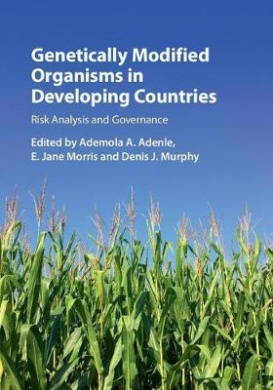 Genetically Modified
Organisms in
Developing Countries
Risk Analysis and Governance
Edited by Ademola A. Adenle,
E. Jane Morris and Denis J. Murphy